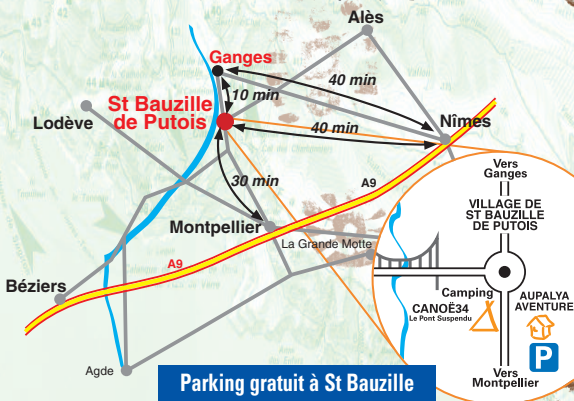 Alès
Ganges
40 min
10 min
St Bauzille
de Putois
Lodève
40 min
Nîmes
30 min
A9
Montpellier
La Grande Motte
A9
Béziers
Agde
Vers
Ganges
VILLAGE DE
ST BAUZILLE
DE PUTOIS
Camping
CANOË34
Le Pont Suspendu
AUPALYA
AVENTURE
P
Vers
Montpellier
Parking gratuit à St Bauzille